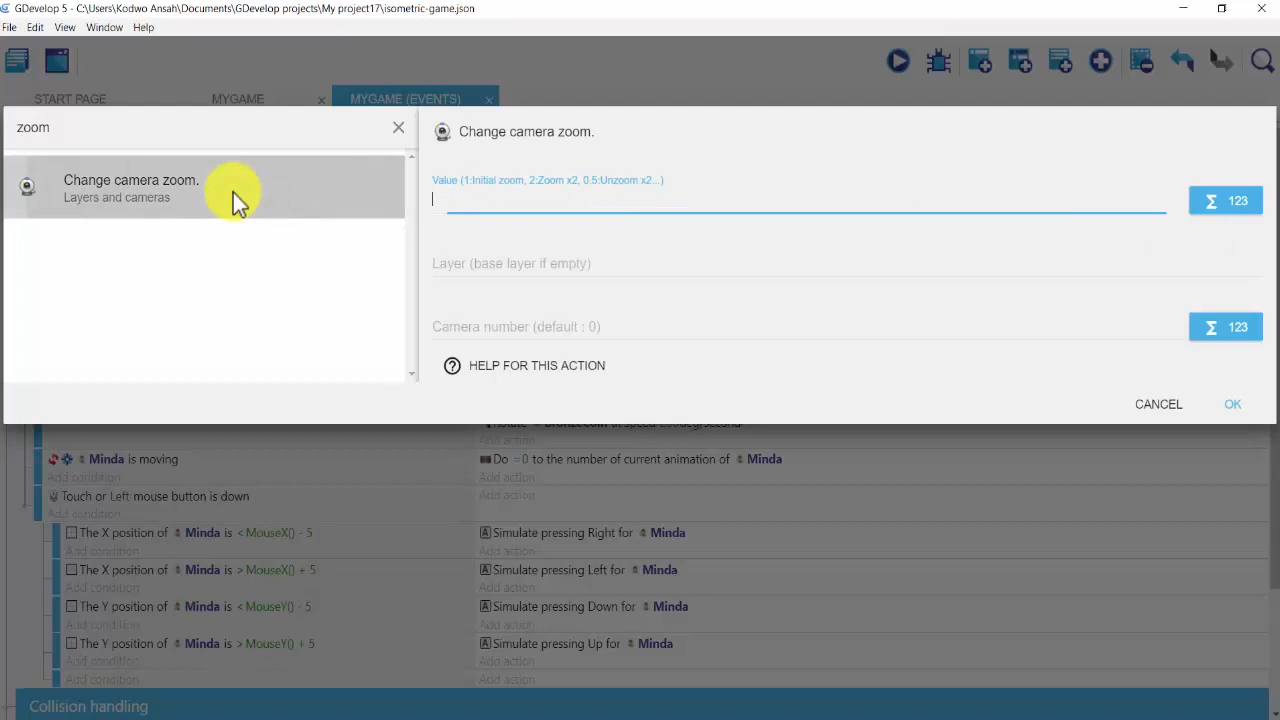 GDevelop 5 - C:\Users\Kodwo Ansah\Documents\GDevelop projects\My project17\isometric-game.json
File Edit View Window Help
START PAGE MYGAME MYGAME (EVENTS)
zoom
Change camera zoom.
Layers and cameras
Change camera zoom.
Value (1:Initial zoom, 2:Zoom x2, 0.5:Unzoom x2...)
123
Layer (base layer if empty)
Camera number (default : 0)
123
HELP FOR THIS ACTION
CANCEL OK
Add action
Minda is moving Do =0 to the number of current animation of Minda
Add condition Add action
Touch or Left mouse button is down Add action
Add condition
The X position of Minda is < MouseX() - 5 Simulate pressing Right for Minda
Add condition Add action
The X position of Minda is > MouseX() + 5 Simulate pressing Left for Minda
Add condition Add action
The Y position of Minda is < MouseY() - 5 Simulate pressing Down for Minda
Add condition Add action
The Y position of Minda is > MouseY() + 5 Simulate pressing Up for Minda
Add condition Add action
Add condition Add action
Collision handling